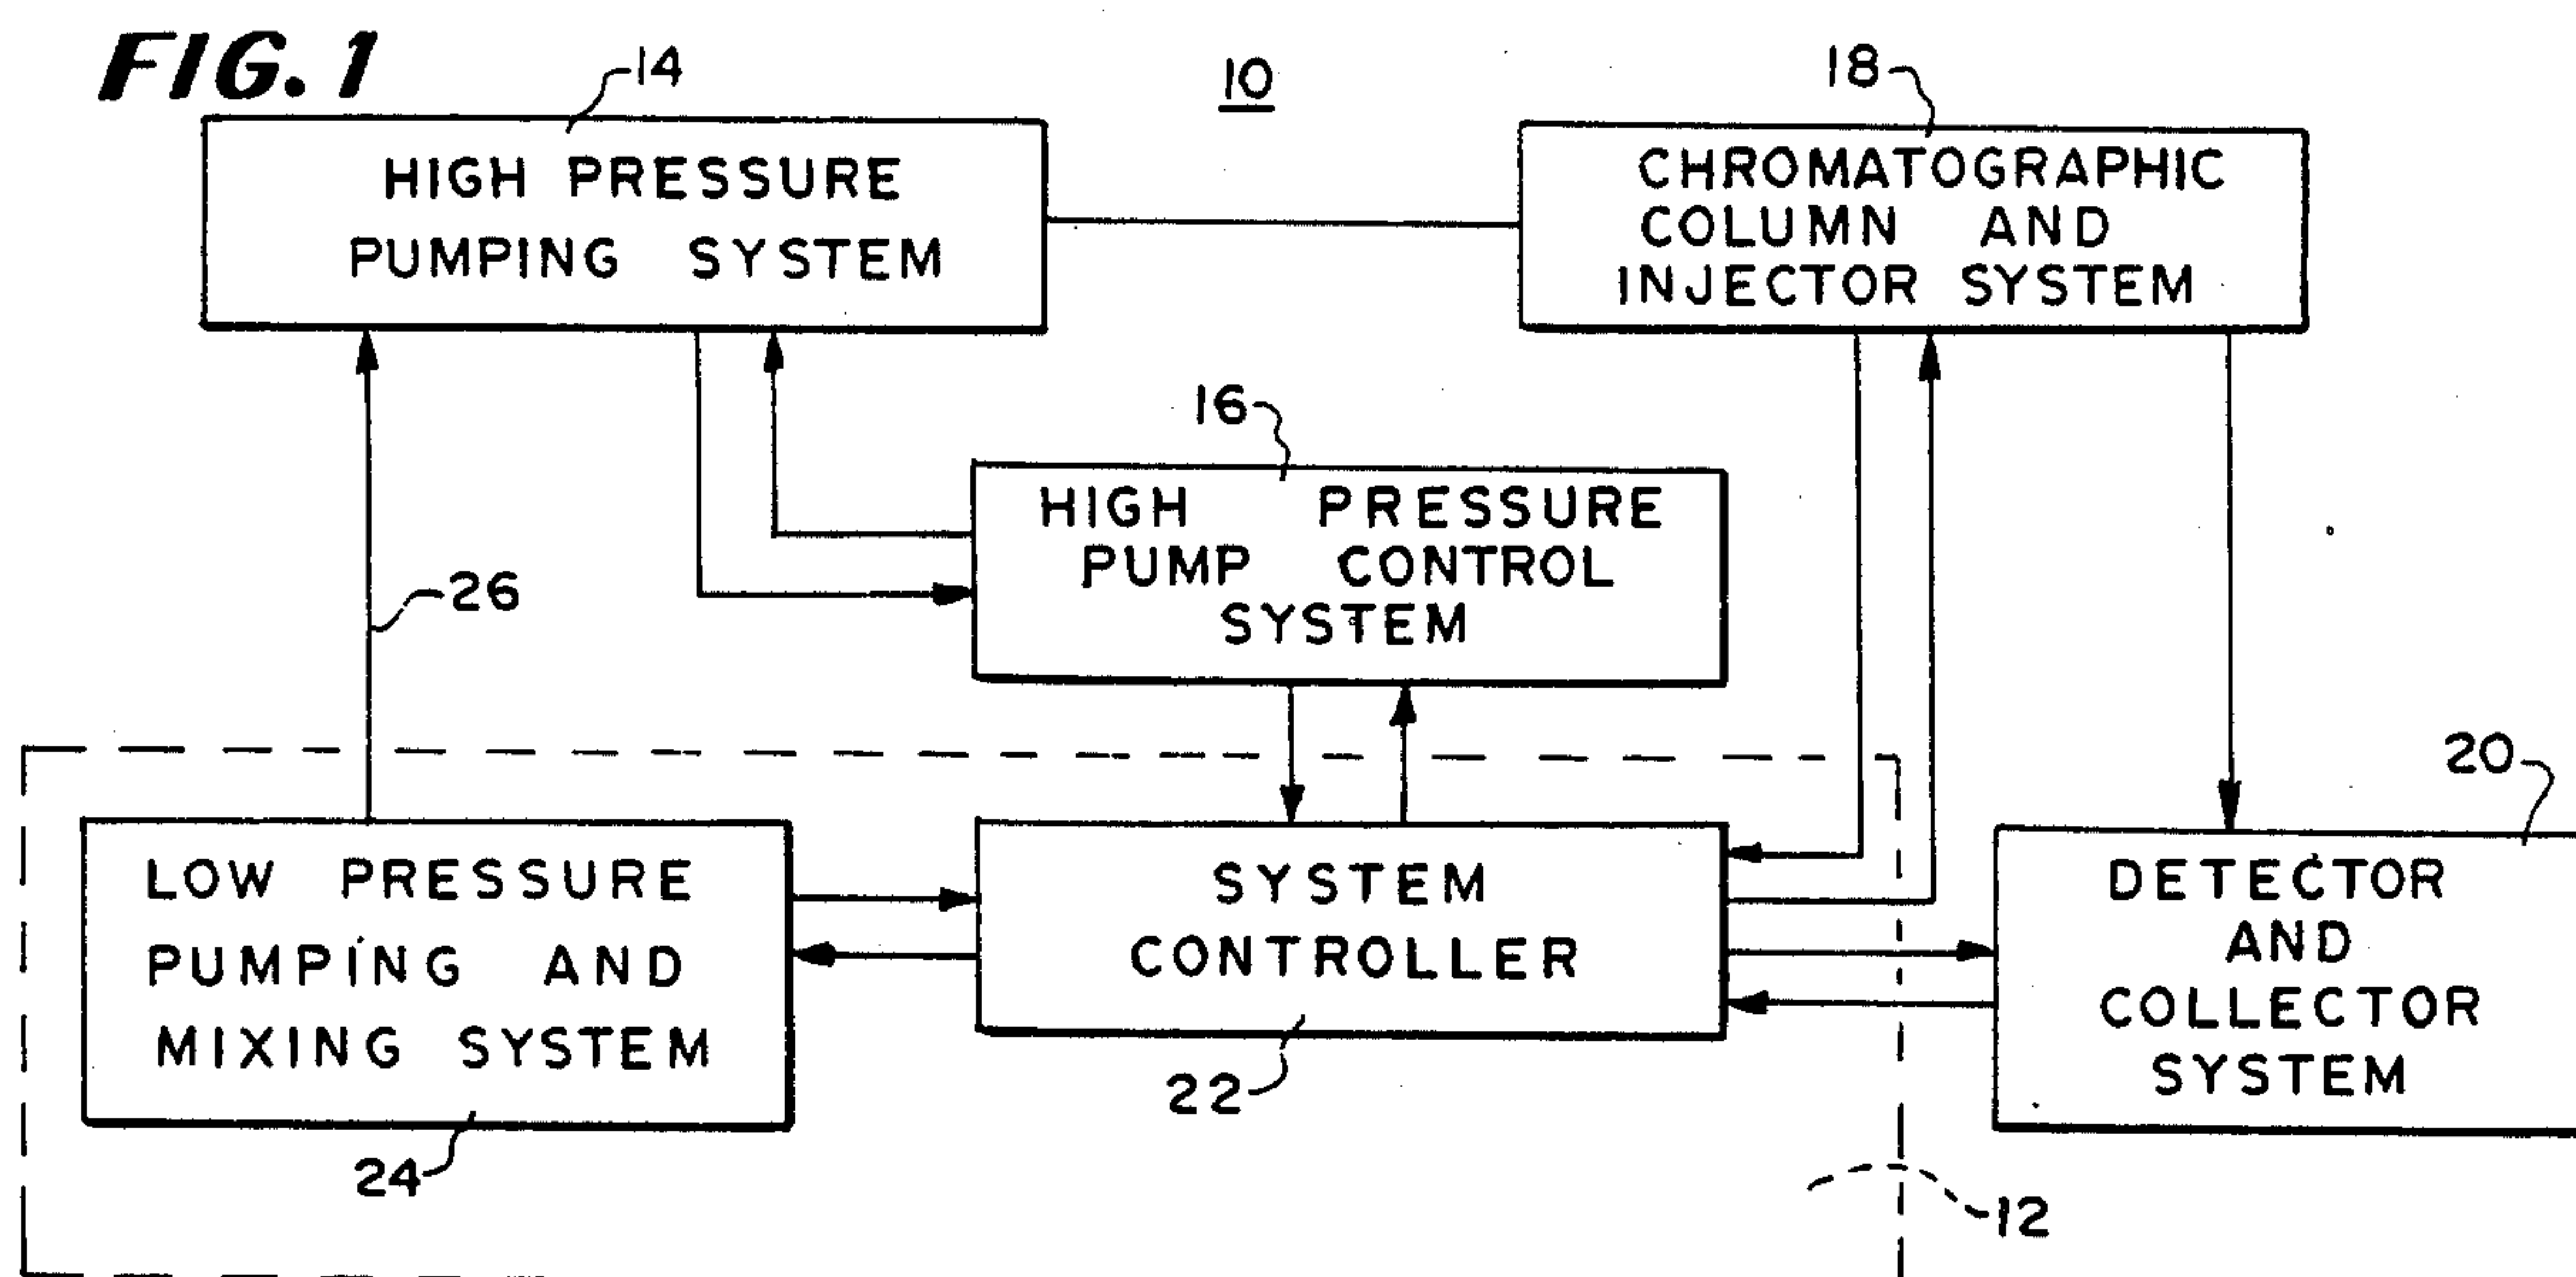 FIG. 1
14
10
18
HIGH PRESSURE
PUMPING SYSTEM
CHROMATOGRAPHIC
COLUMN AND
INJECTOR SYSTEM
16
HIGH PRESSURE
PUMP CONTROL
SYSTEM
26
20
LOW PRESSURE
PUMPING AND
MIXING SYSTEM
SYSTEM
CONTROLLER
DETECTOR
AND
COLLECTOR
SYSTEM
22
24
12